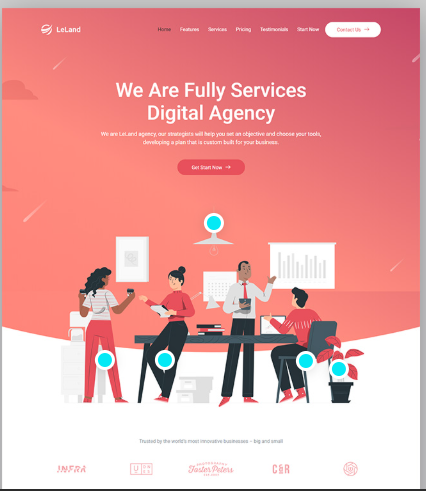 LeLand
Home Features Services Pricing Testimonials Start Now Contact Us
We Are Fully Services
Digital Agency
We are LeLand agency, our strategists will help you set an objective and choose your tools,
developing a plan that is custom built for your business.
Get Start Now
Trusted by the world's most innovative businesses – big and small
INFRA
PHOTOGRAPHY
Foster Peters
C&R